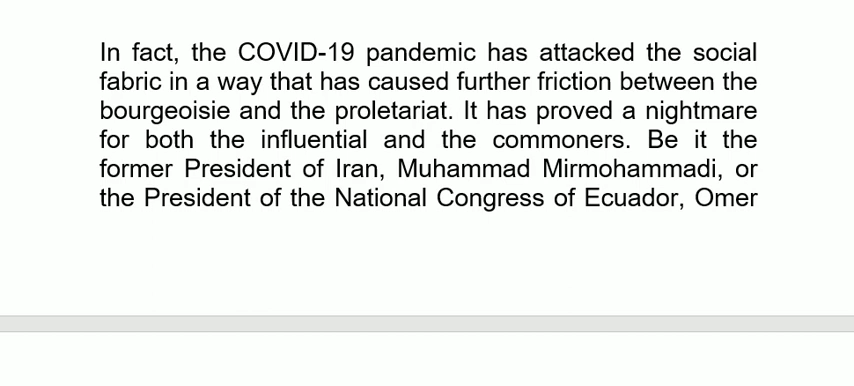 In fact, the COVID-19 pandemic has attacked the social
fabric in a way that has caused further friction between the
bourgeoisie and the proletariat. It has proved a nightmare
for both the influential and the commoners. Be it the
former President of Iran, Muhammad Mirmohammadi, or
the President of the National Congress of Ecuador, Omer